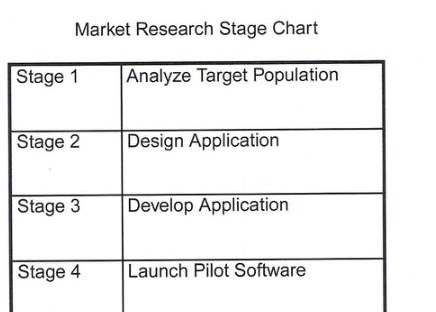 Market Research Stage Chart
Stage 1 Analyze Target Population
Stage 2 Design Application
Stage 3 Develop Application
Stage 4 Launch Pilot Software